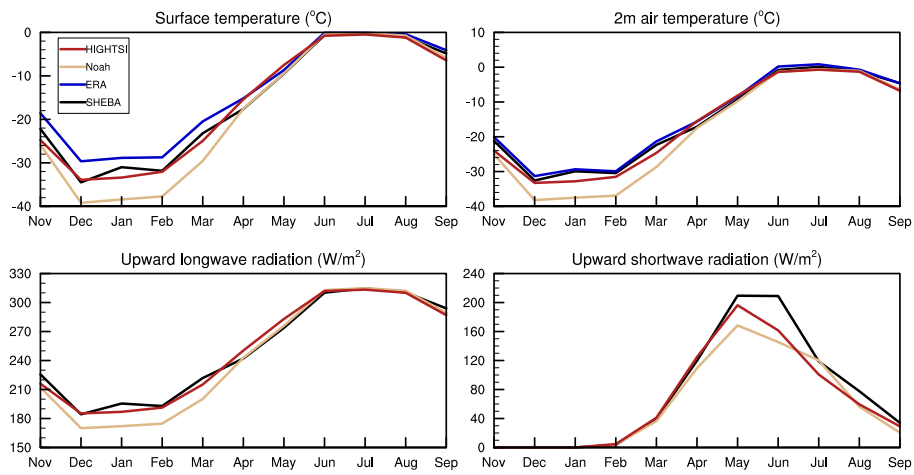 Surface temperature (°C)
0
-10
-20
-30
-40
HIGHTSI
Noah
ERA
SHEBA
Nov Dec Jan Feb Mar Apr May Jun Jul Aug Sep
2m air temperature (°C)
10
0
-10
-20
-30
-40
Nov Dec Jan Feb Mar Apr May Jun Jul Aug Sep
Upward longwave radiation (W/m²)
330
300
270
240
210
180
150
Nov Dec Jan Feb Mar Apr May Jun Jul Aug Sep
Upward shortwave radiation (W/m²)
240
200
160
120
80
40
0
Nov Dec Jan Feb Mar Apr May Jun Jul Aug Sep